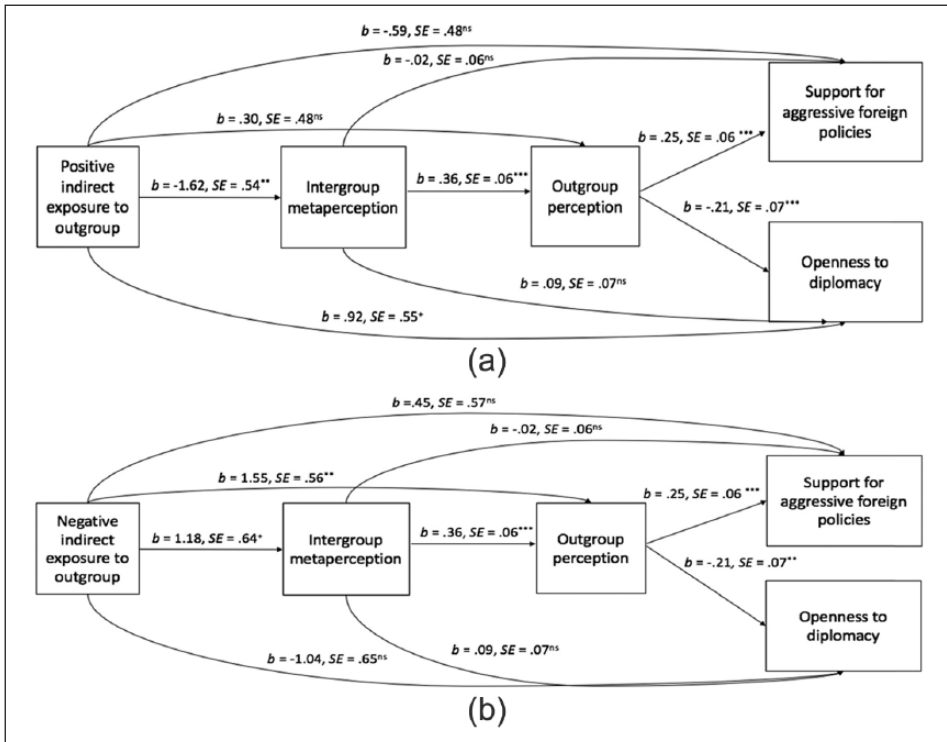 b = -.59, SE = .48ns
b = -.02, SE = .06ns
Support for
aggressive foreign
policies
b = .30, SE = .48ns
b = .25, SE = .06 ***
Positive
indirect
exposure to
outgroup
b = -1.62, SE = .54**
Intergroup
metaperception
b = .36, SE = .06***
Outgroup
perception
b = -.21, SE = .07***
Openness to
diplomacy
b = .09, SE = .07ns
b = .92, SE = .55+
(a)
b =.45, SE = .57ns
b = -.02, SE = .06ns
Support for
aggressive foreign
policies
b = 1.55, SE = .56**
b = .25, SE = .06 ***
Negative
indirect
exposure to
outgroup
b = 1.18, SE = .64+
Intergroup
metaperception
b = .36, SE = .06***
Outgroup
perception
b = -.21, SE = .07**
Openness to
diplomacy
b = -1.04, SE = .65ns
b = .09, SE = .07ns
(b)